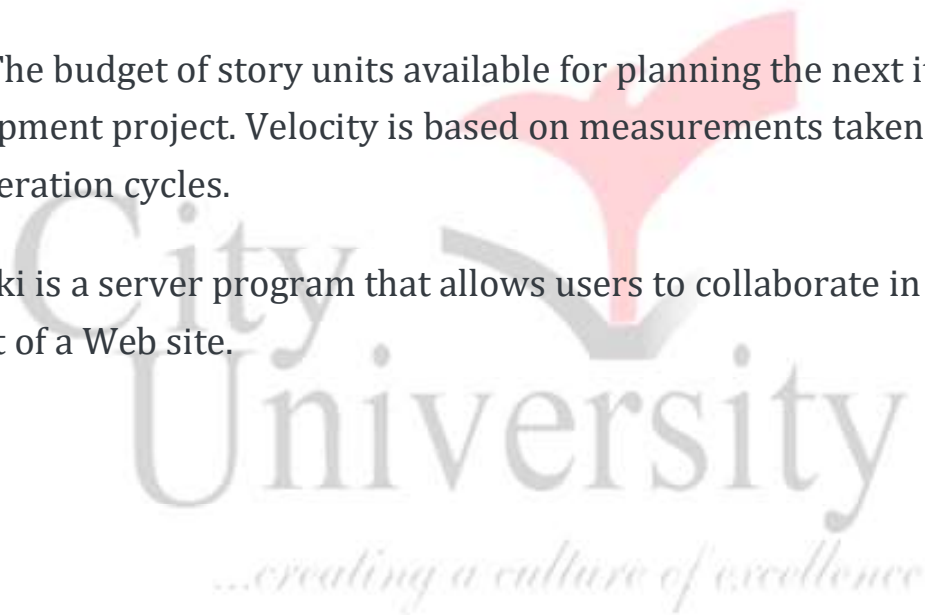 The budget of story units available for planning the next it
pment project. Velocity is based on measurements taken
eration cycles.
ki is a server program that allows users to collaborate in
t of a Web site.
City
University
...creating a culture of excellence